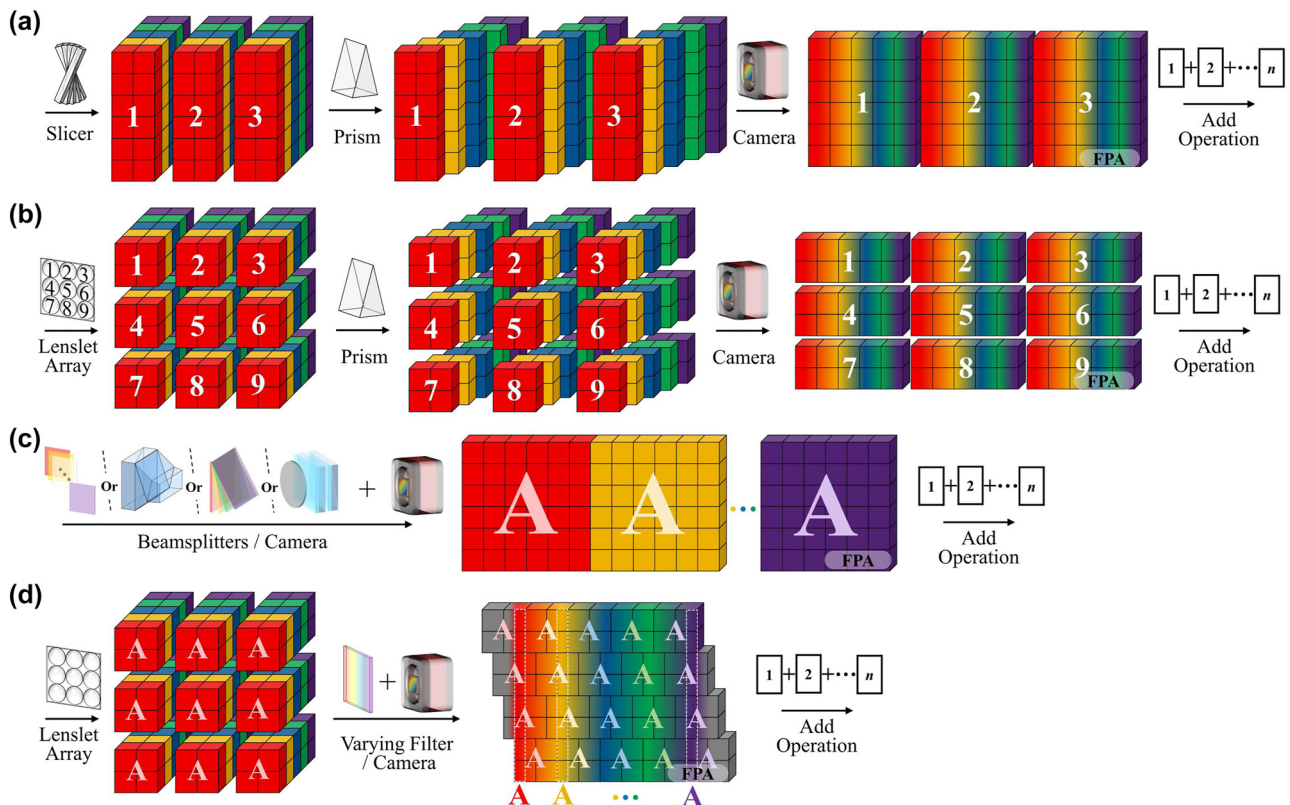 (a)
Slicer
1 2 3
Prism
1 2 3
Camera
1 2 3
FPA
1 + 2 +••• n
Add
Operation
(b)
1 2 3
4 5 6
7 8 9
Lenslet
Array
1 2 3
4 5 6
7 8 9
Prism
1 2 3
4 5 6
7 8 9
Camera
1 2 3
4 5 6
7 8 9
FPA
1 + 2 +••• n
Add
Operation
(c)
Or Or Or +
Beamsplitters / Camera
A A ••• A
FPA
1 + 2 +••• n
Add
Operation
(d)
Lenslet
Array
A A A
A A A
A A A
+
Varying Filter
/ Camera
A A A A A
A A A A A
A A A A A
A A A A A
FPA
A A ••• A
1 + 2 +••• n
Add
Operation